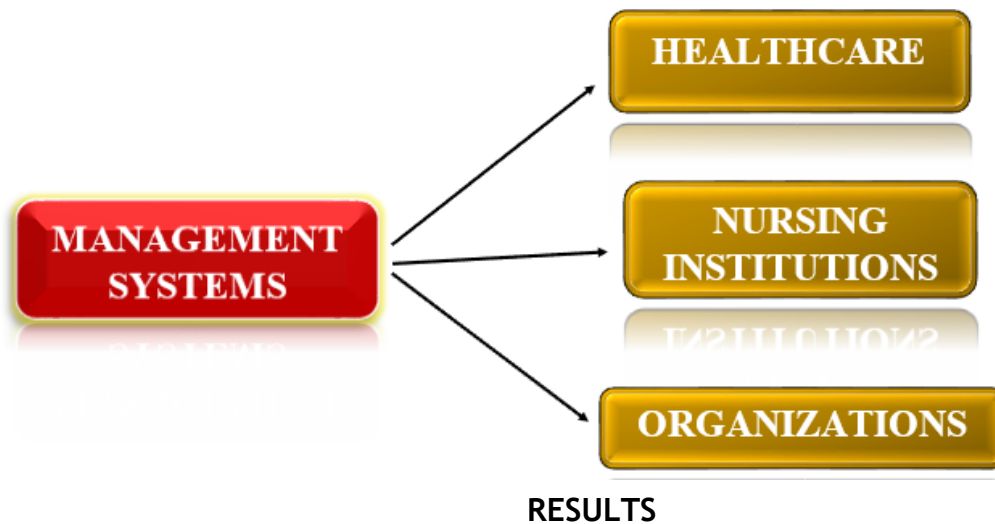 HEALTHCARE
NURSING
INSTITUTIONS
MANAGEMENT
SYSTEMS
ORGANIZATIONS
RESULTS